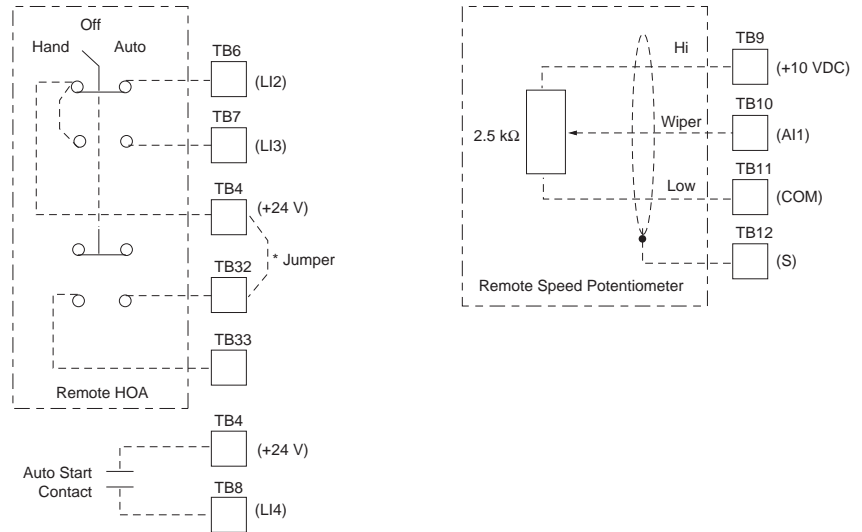 Off
Hand
Auto
TB6
(LI2)
TB7
(LI3)
TB4
(+24 V)
* Jumper
TB32
TB33
Remote HOA
TB4
(+24 V)
Auto Start
Contact
TB8
(LI4)
Hi
TB9
(+10 VDC)
2.5 kΩ
Wiper
TB10
(AI1)
Low
TB11
(COM)
TB12
(S)
Remote Speed Potentiometer